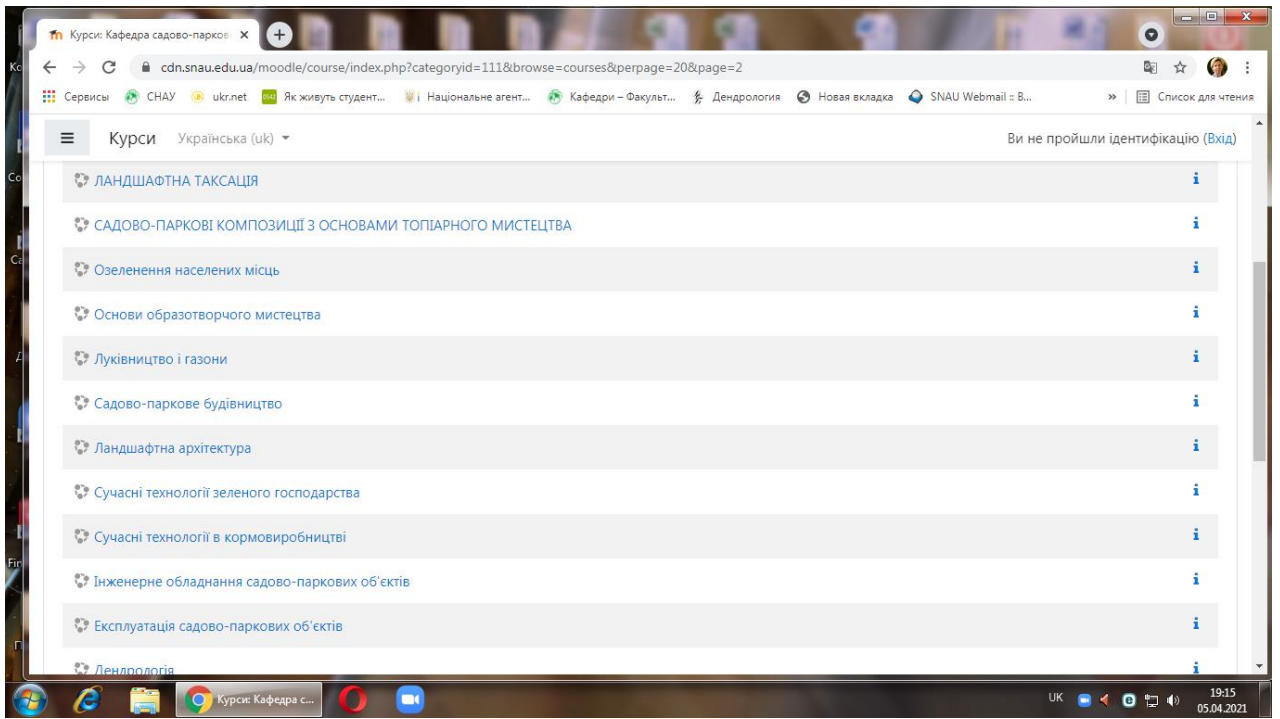 Курси: Кафедра садово-парков
cdn.snau.edu.ua/moodle/course/index.php?categoryid=111&browse=courses&perpage=20&page=2
Сервисы СНАУ ukr.net Як живуть студент... Національне агент... Кафедри – Факульт... Дендрология Новая вкладка SNAU Webmail :: В... » Список для чтения
Курси Українська (uk) Ви не пройшли ідентифікацію (Вхід)
ЛАНДШАФТНА ТАКСАЦІЯ
САДОВО-ПАРКОВІ КОМПОЗИЦІЇ З ОСНОВАМИ ТОПІАРНОГО МИСТЕЦТВА
Озеленення населених місць
Основи образотворчого мистецтва
Луківництво і газони
Садово-паркове будівництво
Ландшафтна архітектура
Сучасні технології зеленого господарства
Сучасні технології в кормовиробництві
Інженерне обладнання садово-паркових об'єктів
Експлуатація садово-паркових об'єктів
Дендрологія
Курси: Кафедра с... UK 19:15
05.04.2021